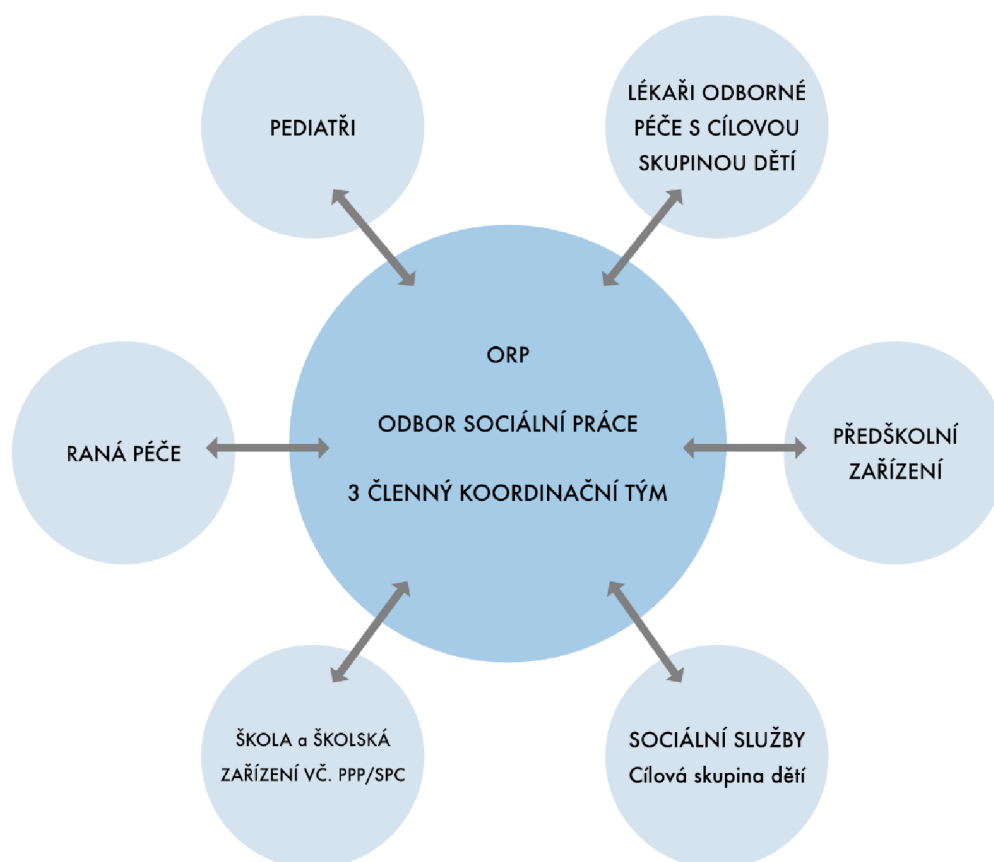 PEDIATŘI
LÉKAŘI ODBORNÉ
PÉČE S CÍLOVOU
SKUPINOU DĚTÍ
ORP
ODBOR SOCIÁLNÍ PRÁCE
3 ČLENNÝ KOORDINAČNÍ TÝM
RANÁ PÉČE
PŘEDŠKOLNÍ
ZAŘÍZENÍ
ŠKOLA a ŠKOLSKÁ
ZAŘÍZENÍ VČ. PPP/SPC
SOCIÁLNÍ SLUŽBY
Cílová skupina dětí